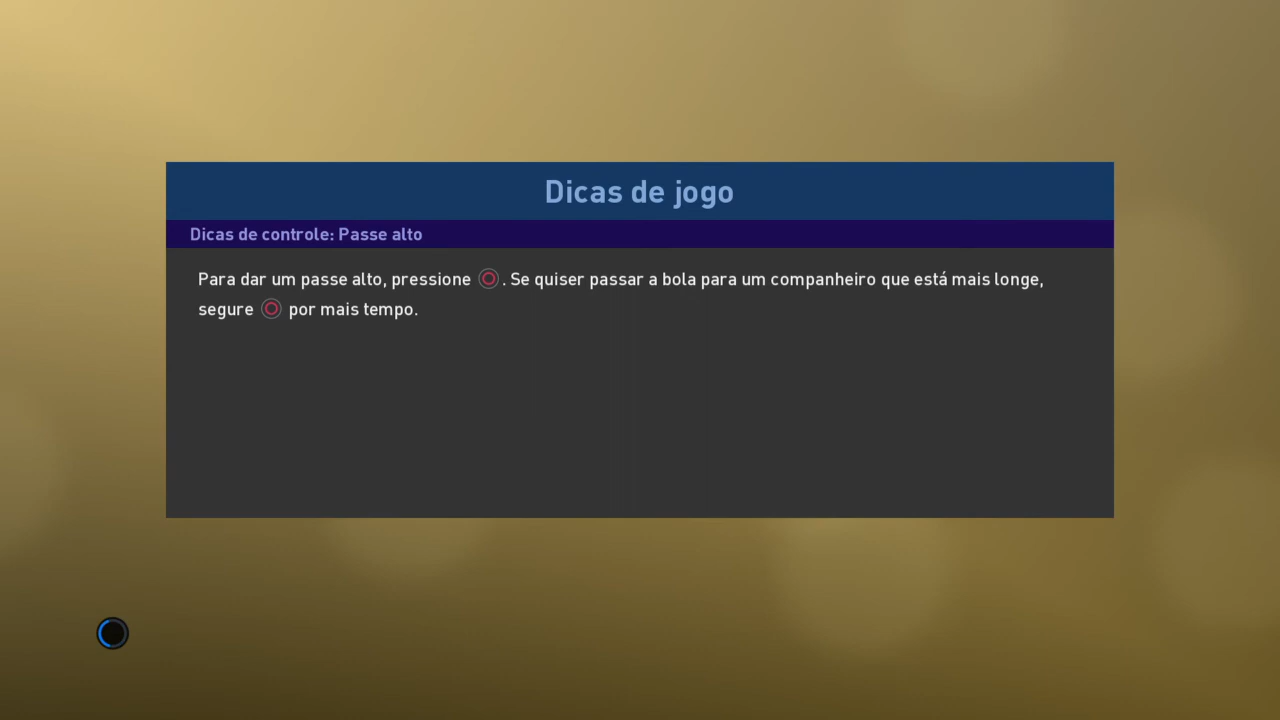 Dicas de jogo
Dicas de controle: Passe alto
Para dar um passe alto, pressione ◯. Se quiser passar a bola para um companheiro que está mais longe,
segure ◯ por mais tempo.